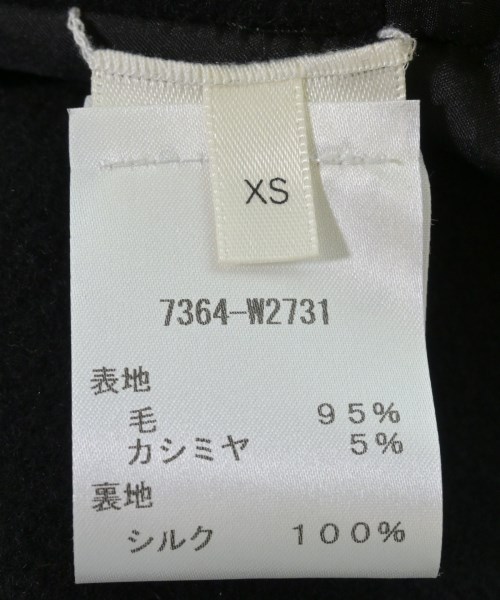 XS
7364-W2731
表地
毛 95%
カシミヤ 5%
裏地
シルク 100%